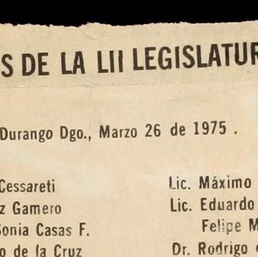 S DE LA LII LEGISLATUR
Durango Dgo., Marzo 26 de 1975 .
Cessareti
z Gamero
Sonia Casas F.
o de la Cruz
Lic. Máximo
Lic. Eduardo
Felipe M
Dr. Rodrigo